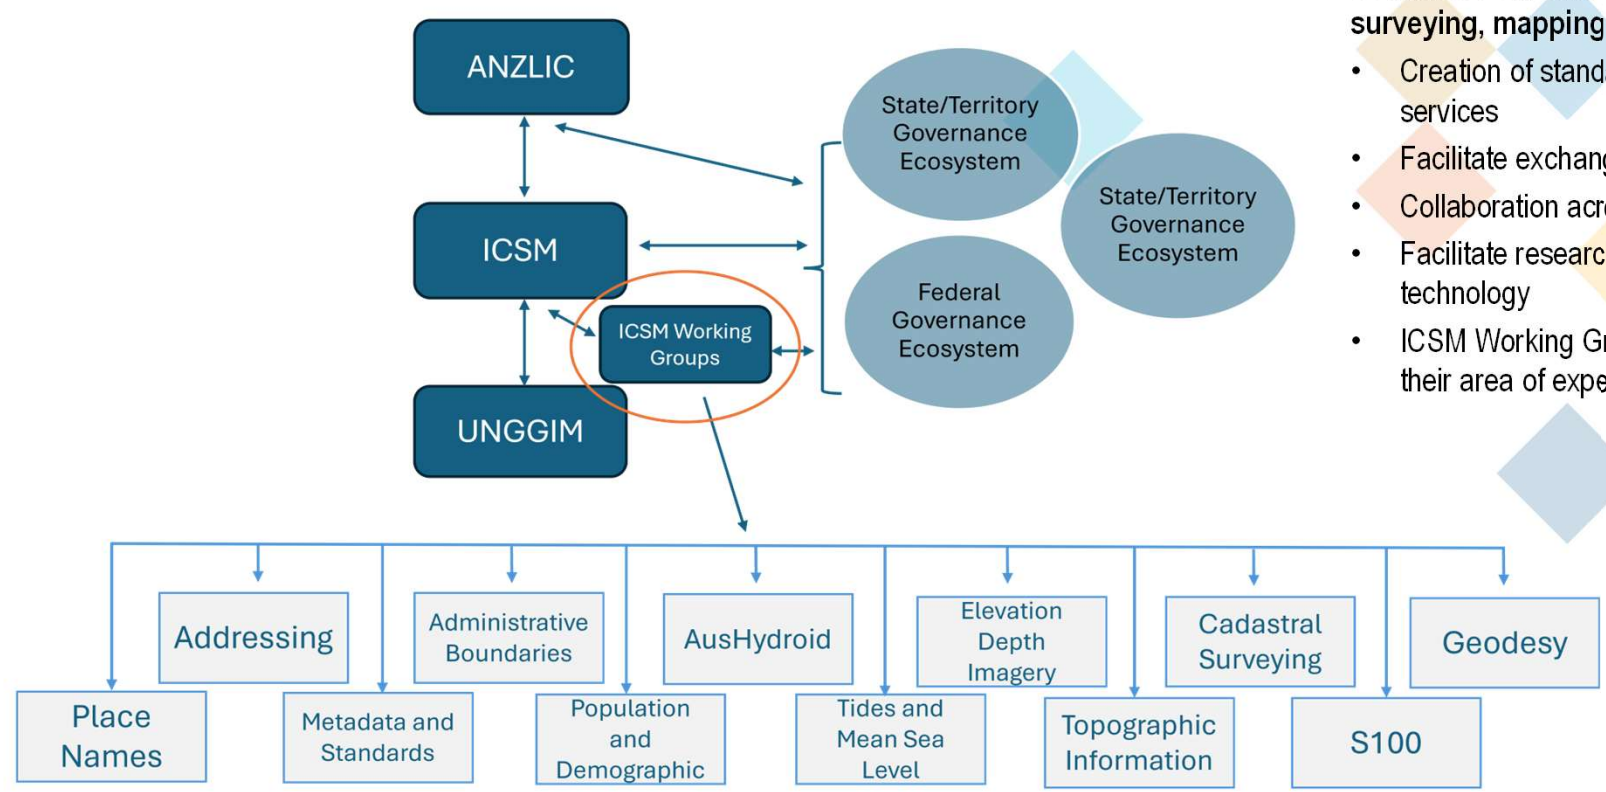 ANZLIC
ICSM
ICSM Working
Groups
UNGGIM
State/Territory
Governance
Ecosystem
State/Territory
Governance
Ecosystem
Federal
Governance
Ecosystem
surveying, mapping
• Creation of stand
services
• Facilitate exchang
• Collaboration acr
• Facilitate researc
technology
• ICSM Working Gr
their area of expe
Addressing
Administrative
Boundaries
AusHydroid
Elevation
Depth
Imagery
Cadastral
Surveying
Geodesy
Place
Names
Metadata and
Standards
Population
and
Demographic
Tides and
Mean Sea
Level
Topographic
Information
S100